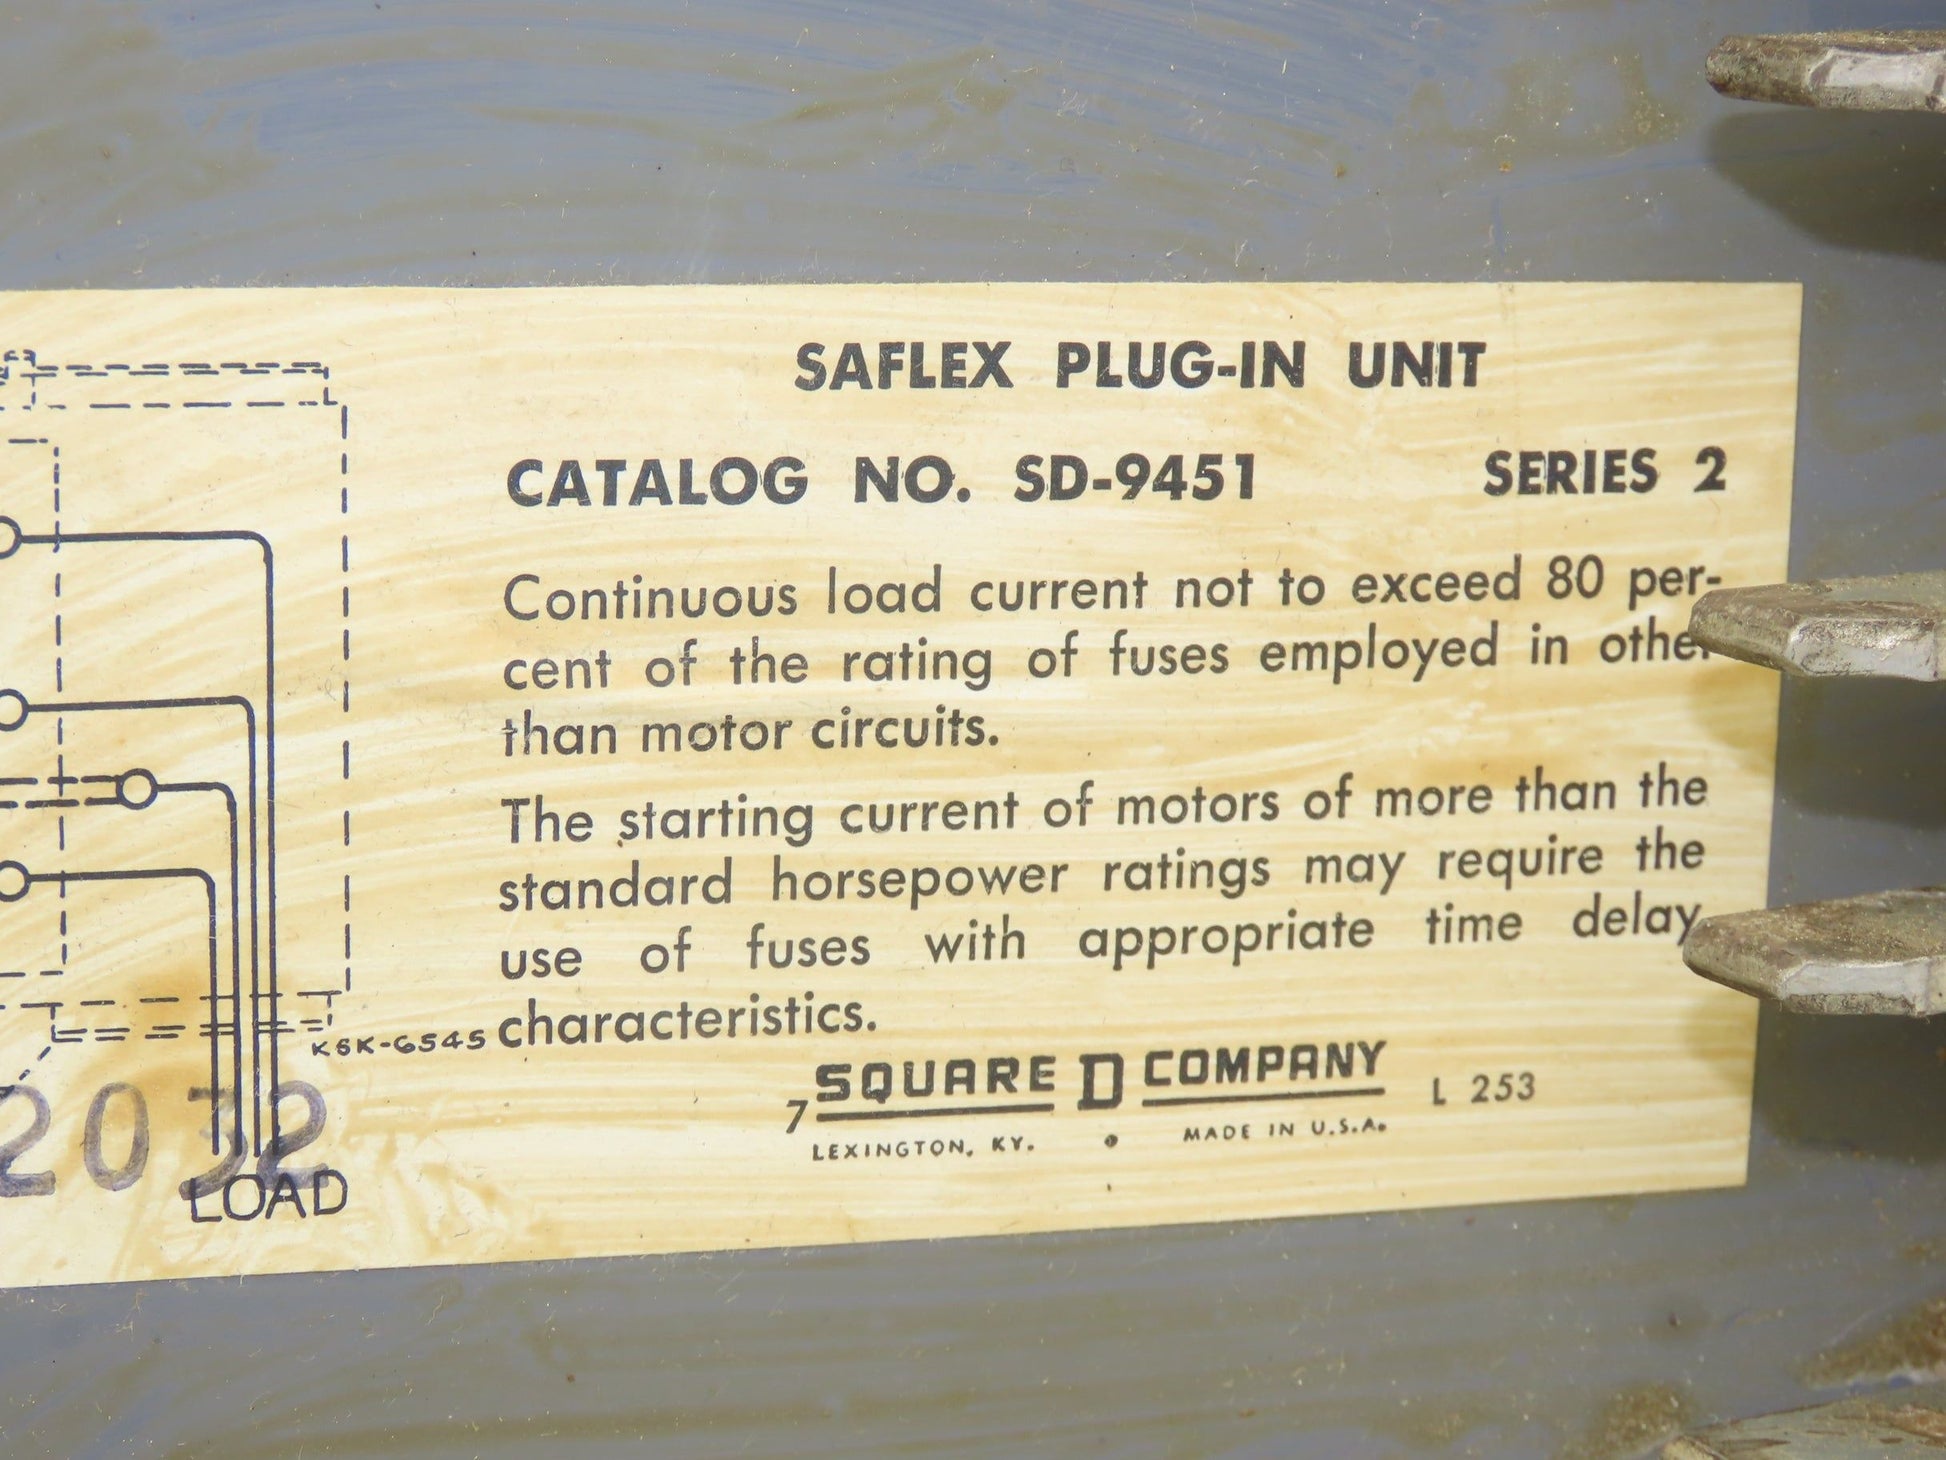 SAFLEX PLUG-IN UNIT
CATALOG NO. SD-9451 SERIES 2
Continuous load current not to exceed 80 per-
cent of the rating of fuses employed in other
than motor circuits.
The starting current of motors of more than the
standard horsepower ratings may require the
use of fuses with appropriate time delay
characteristics.
KSK-6545
7 SQUARE D COMPANY L 253
LEXINGTON, KY. • MADE IN U.S.A.
2032
LOAD